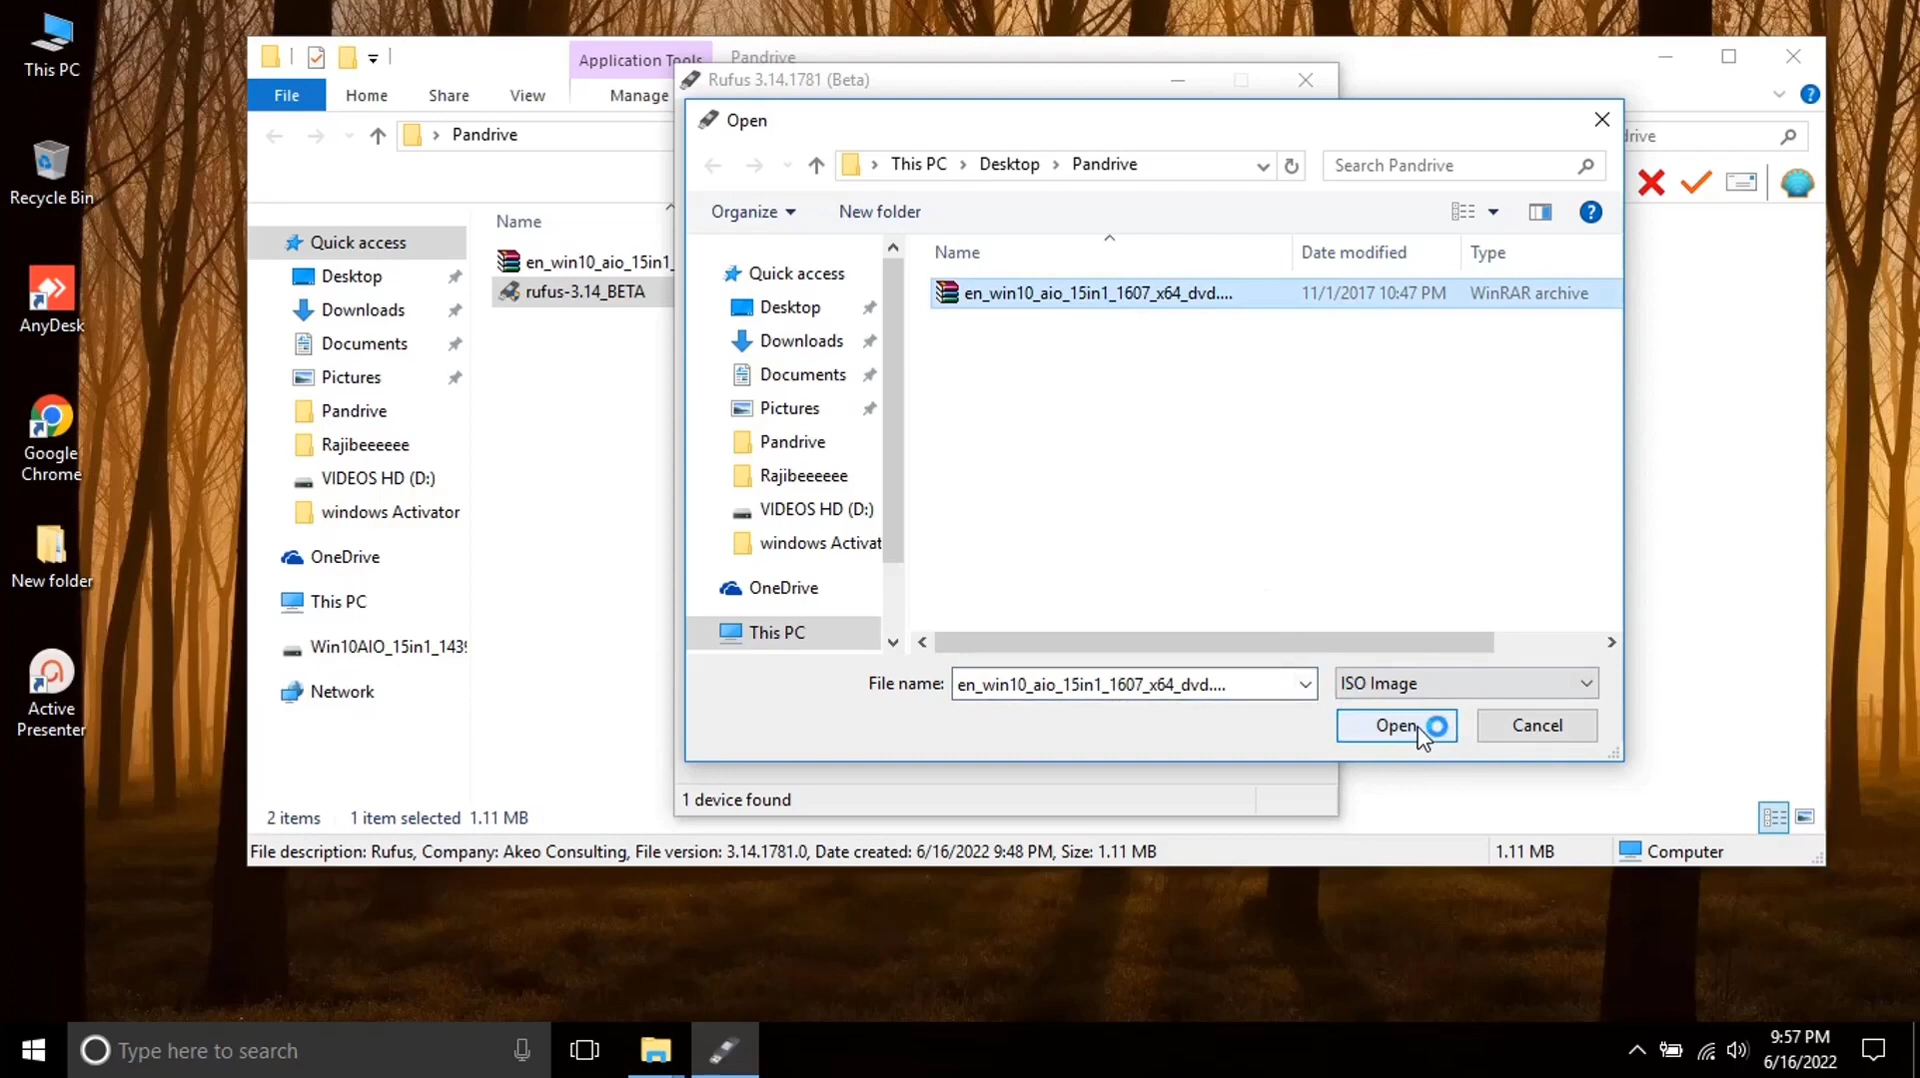 This PC
Recycle Bin
AnyDesk
Google
Chrome
New folder
Active
Presenter
Application Tools
Pandrive
File
Home
Share
View
Manage
Pandrive
drive
Name
en_win10_aio_15in1_
rufus-3.14_BETA
Quick access
Desktop
Downloads
Documents
Pictures
Pandrive
Rajibeeeeee
VIDEOS HD (D:)
windows Activator
OneDrive
This PC
Win10AIO_15in1_1439
Network
2 items
1 item selected 1.11 MB
File description: Rufus, Company: Akeo Consulting, File version: 3.14.1781.0, Date created: 6/16/2022 9:48 PM, Size: 1.11 MB
1.11 MB
Computer
Rufus 3.14.1781 (Beta)
1 device found
Open
This PC > Desktop > Pandrive
Search Pandrive
Organize
New folder
Name
Date modified
Type
en_win10_aio_15in1_1607_x64_dvd....
11/1/2017 10:47 PM
WinRAR archive
Quick access
Desktop
Downloads
Documents
Pictures
Pandrive
Rajibeeeeee
VIDEOS HD (D:)
windows Activat
OneDrive
This PC
File name:
en_win10_aio_15in1_1607_x64_dvd....
ISO Image
Open
Cancel
Type here to search
9:57 PM
6/16/2022